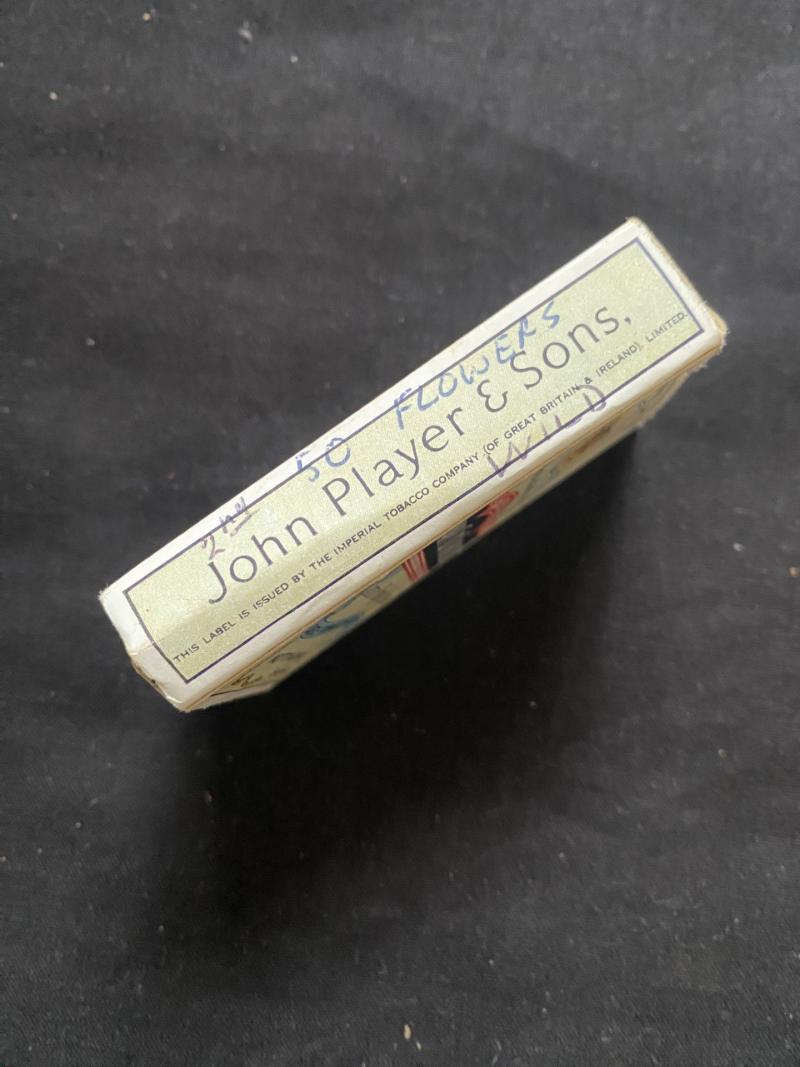 2nd 50 FLOWERS
John Player & Sons,
THIS LABEL IS ISSUED BY THE IMPERIAL TOBACCO COMPANY (OF GREAT BRITAIN & IRELAND), LIMITED.
WILD